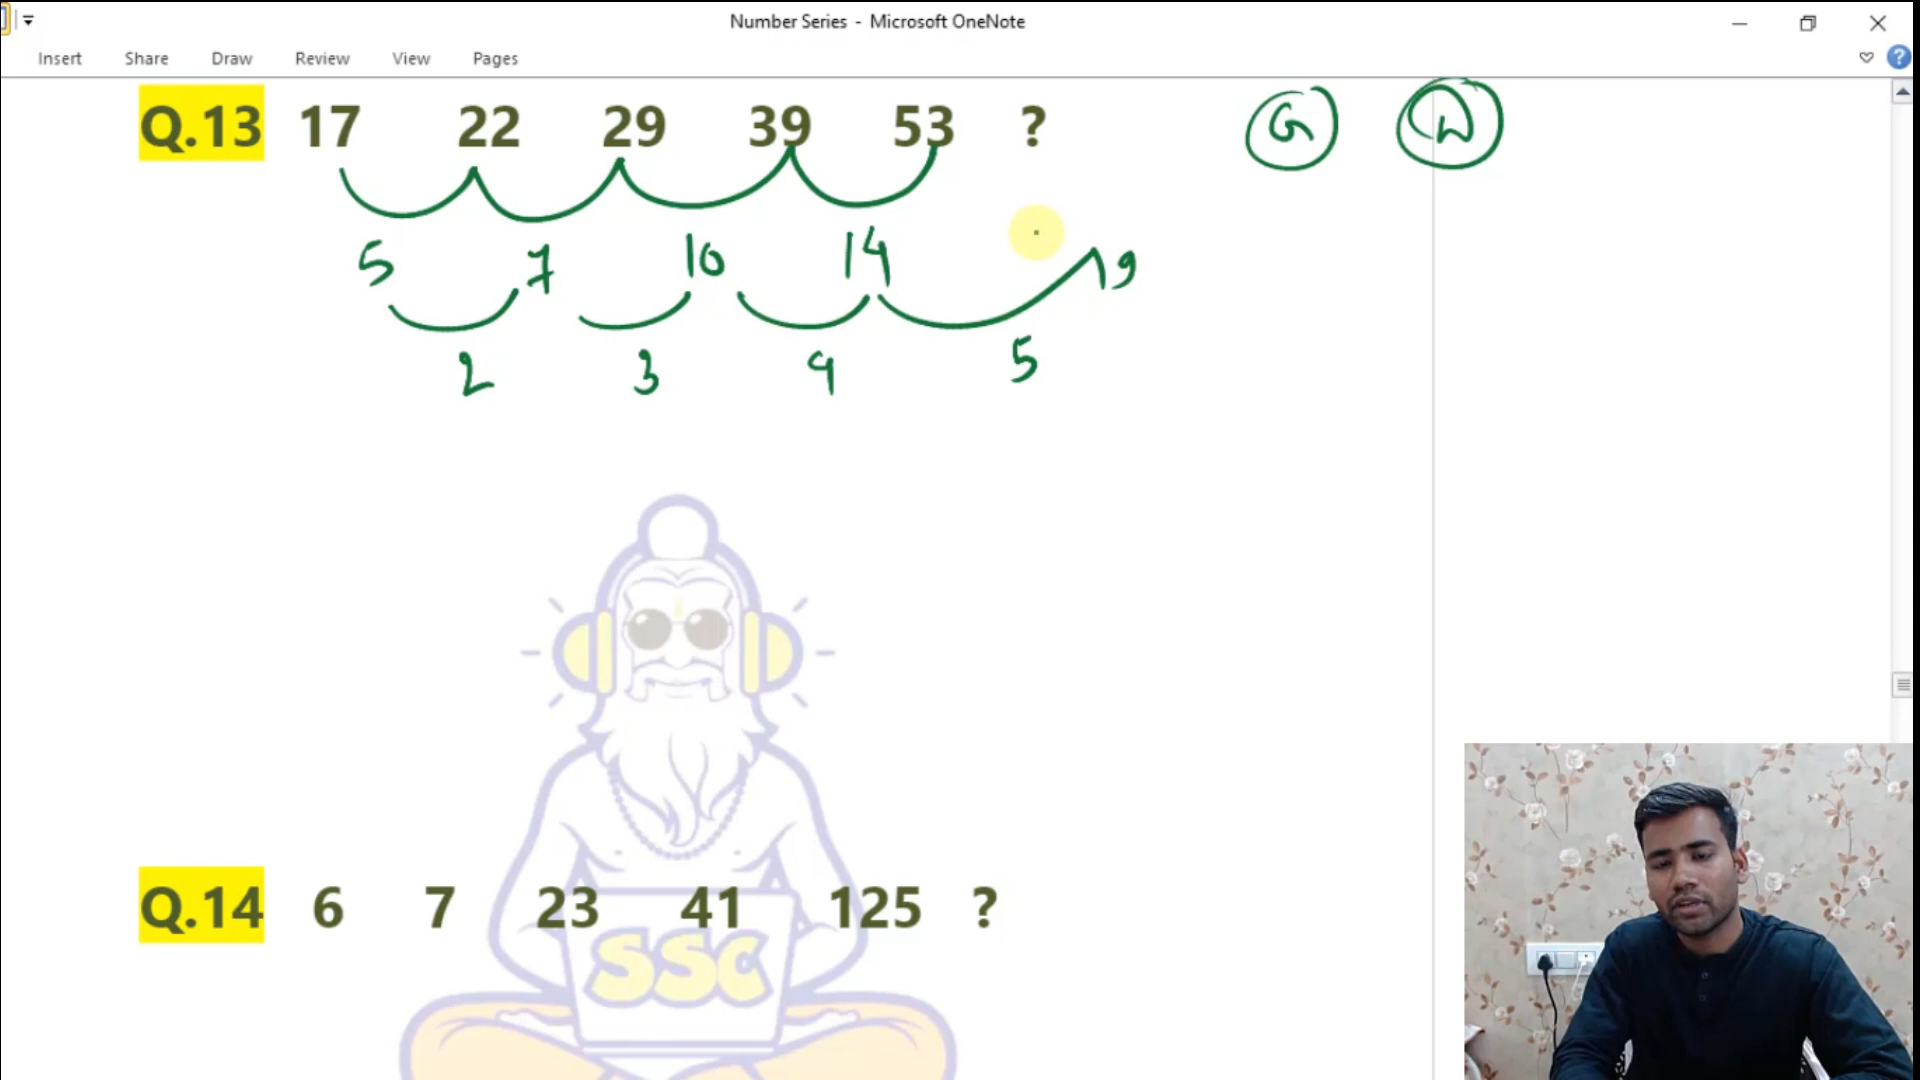 Number Series - Microsoft OneNote
Insert Share Draw Review View Pages
Q.13 17 22 29 39 53 ?
G W
5 7 10 14 19
2 3 4 5
Q.14 6 7 23 41 125 ?
SSC